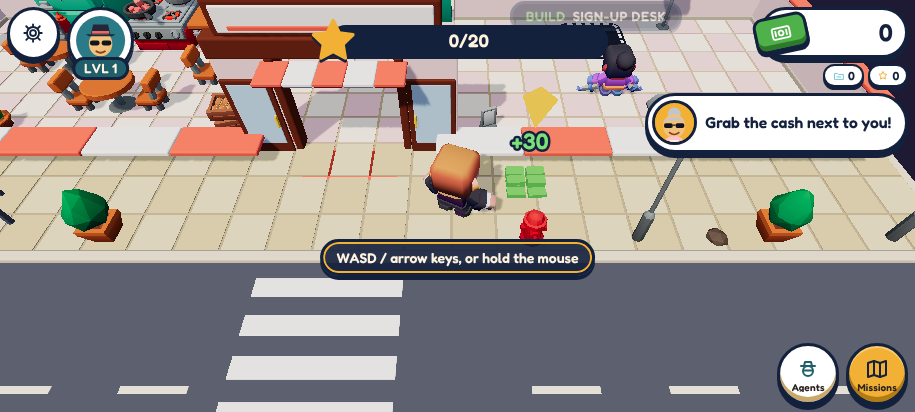 BUILD SIGN-UP DESK
0/20
0
LVL 1
0
0
Grab the cash next to you!
+30
WASD / arrow keys, or hold the mouse
Agents
Missions